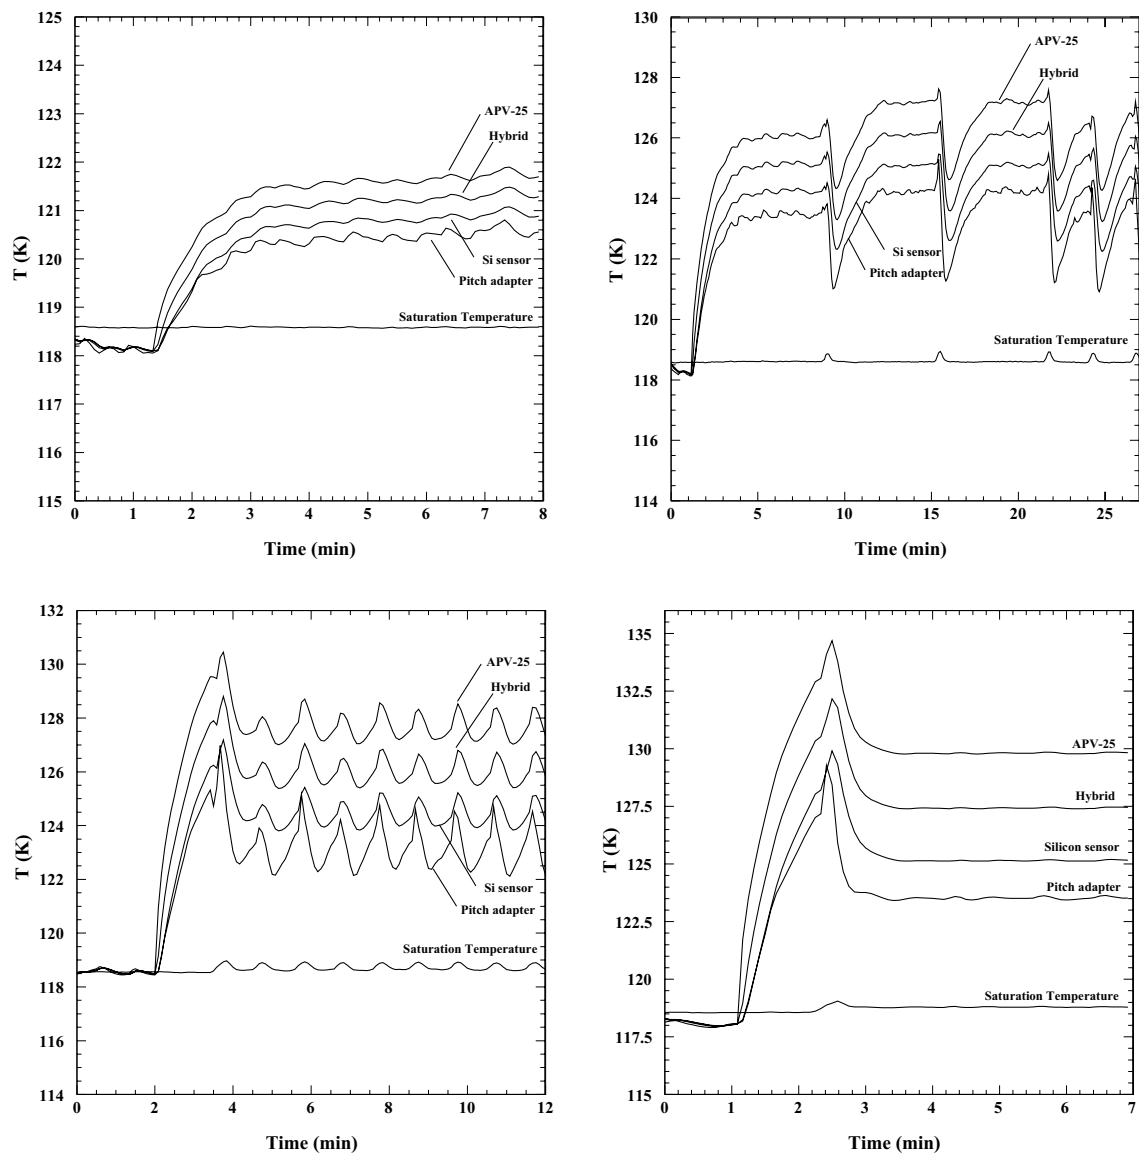 125
124
123
122
121
120
119
118
117
116
115
T (K)
APV-25
Hybrid
Si sensor
Pitch adapter
Saturation Temperature
0 1 2 3 4 5 6 7 8
Time (min)
130
128
126
124
122
120
118
116
114
T (K)
APV-25
Hybrid
Si sensor
Pitch adapter
Saturation Temperature
0 5 10 15 20 25
Time (min)
132
130
128
126
124
122
120
118
116
114
T (K)
APV-25
Hybrid
Si sensor
Pitch adapter
Saturation Temperature
0 2 4 6 8 10 12
Time (min)
135
132.5
130
127.5
125
122.5
120
117.5
115
T (K)
APV-25
Hybrid
Silicon sensor
Pitch adapter
Saturation Temperature
0 1 2 3 4 5 6 7
Time (min)